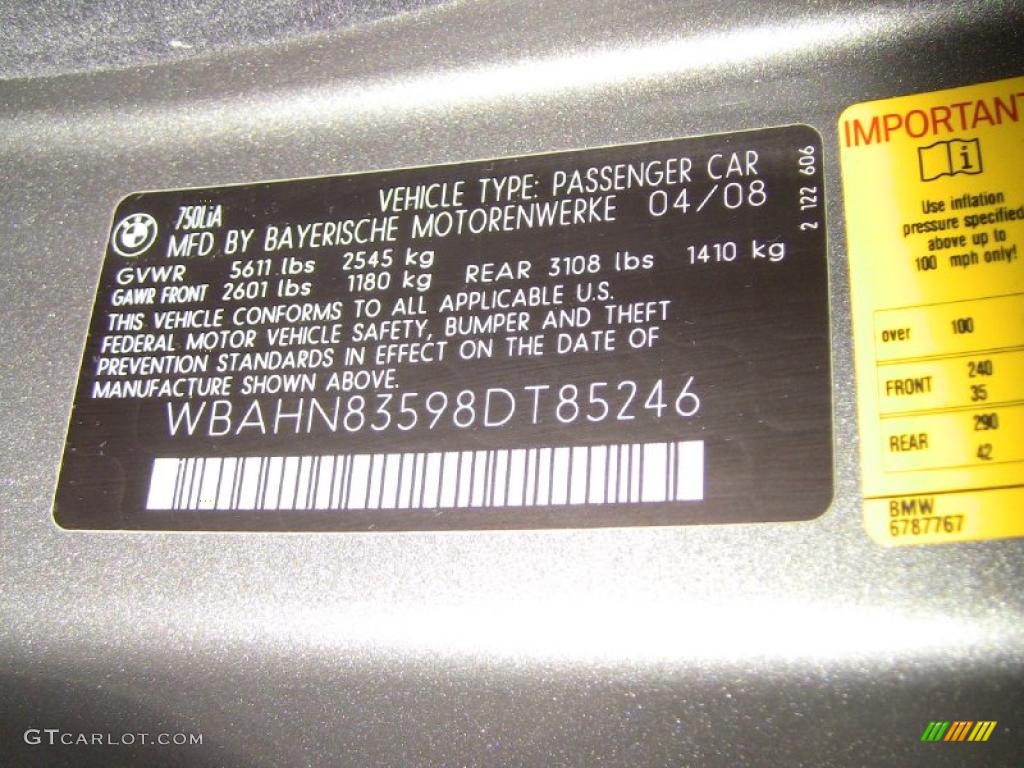 750LiA
VEHICLE TYPE: PASSENGER CAR
MFD BY BAYERISCHE MOTORENWERKE 04/08
GVWR 5611 lbs 2545 kg
GAWR FRONT 2601 lbs 1180 kg REAR 3108 lbs 1410 kg
THIS VEHICLE CONFORMS TO ALL APPLICABLE U.S.
FEDERAL MOTOR VEHICLE SAFETY, BUMPER AND THEFT
PREVENTION STANDARDS IN EFFECT ON THE DATE OF
MANUFACTURE SHOWN ABOVE.
WBAHN83598DT85246
2 122 606
IMPORTANT
i
Use inflation
pressure specified
above up to
100 mph only!
over 100
FRONT 240
35
REAR 290
42
BMW
6787767
GTCARLOT.COM